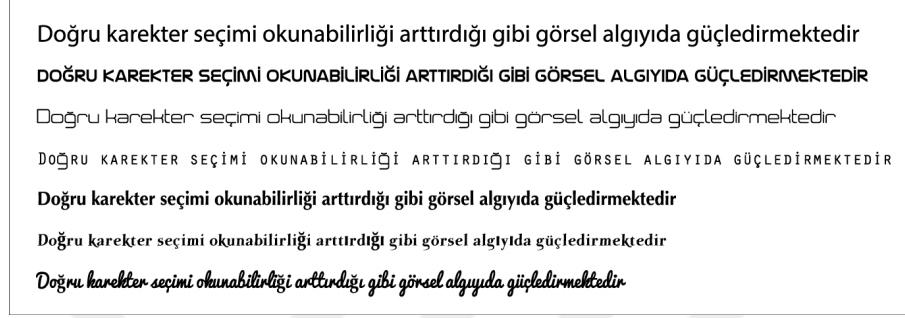 Doğru karekter seçimi okunabilirliği arttırdığı gibi görsel algıyıda güçledirmektedir
DOĞRU KAREKTER SEÇİMİ OKUNABİLİRLİĞİ ARTTIRDIĞI GİBİ GÖRSEL ALGIYIDA GÜÇLEDİRMEKTEDİR
Doğru karekter seçimi okunabilirliği arttırdığı gibi görsel algıyıda güçledirmektedir
DOĞRU KAREKTER SEÇİMİ OKUNABİLİRLİĞİ ARTTIRDIĞI GİBİ GÖRSEL ALGIYIDA GÜÇLEDİRMEKTEDİR
Doğru karekter seçimi okunabilirliği arttırdığı gibi görsel algıyıda güçledirmektedir
Doğru karekter seçimi okunabilirliği arttırdığı gibi görsel algıyıda güçledirmektedir
Doğru karekter seçimi okunabilirliği arttırdığı gibi görsel algıyıda güçledirmektedir